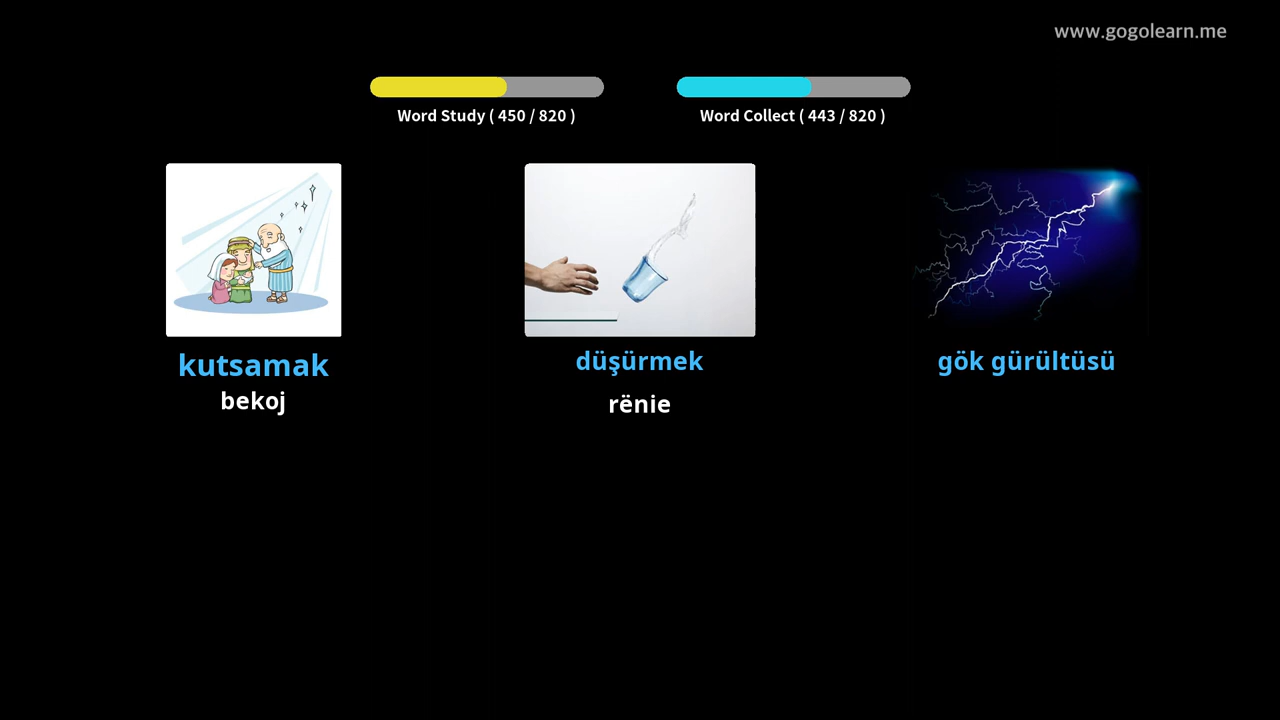 www.gogolearn.me
Word Study ( 450 / 820 )
Word Collect ( 443 / 820 )
kutsamak
bekoj
düşürmek
rënie
gök gürültüsü